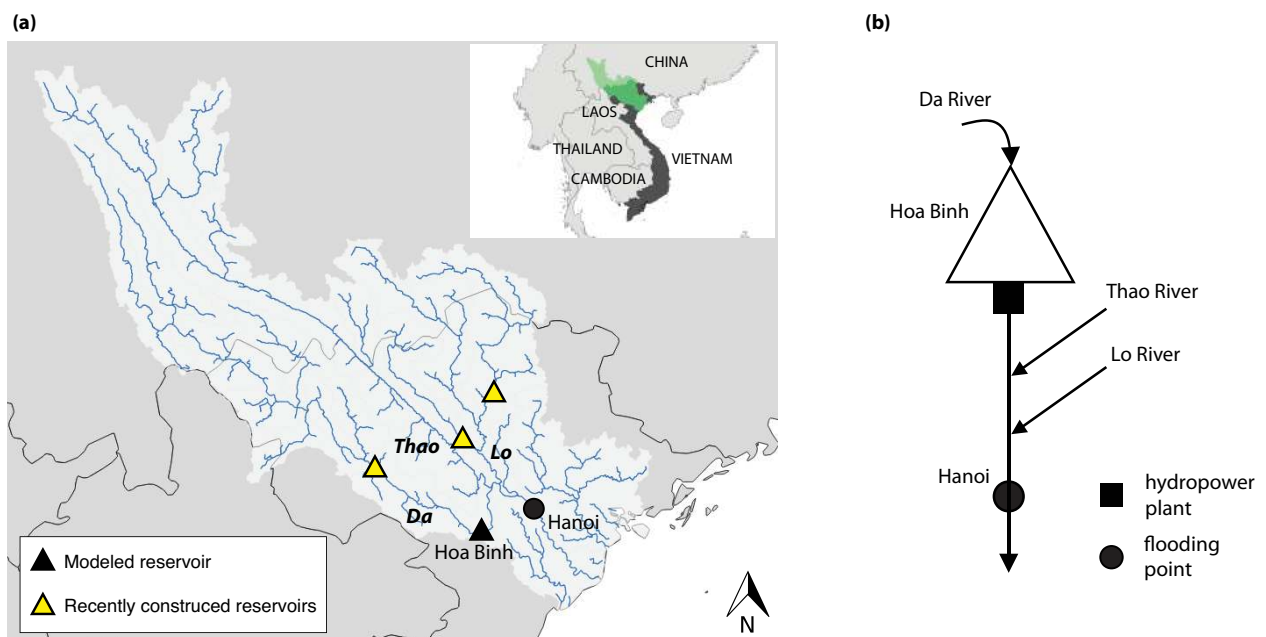 (a)
CHINA
LAOS
THAILAND
VIETNAM
CAMBODIA
Thao
Lo
Da
Hanoi
Hoa Binh
Modeled reservoir
Recently construced reservoirs
N
(b)
Da River
Hoa Binh
Thao River
Lo River
Hanoi
hydropower
plant
flooding
point